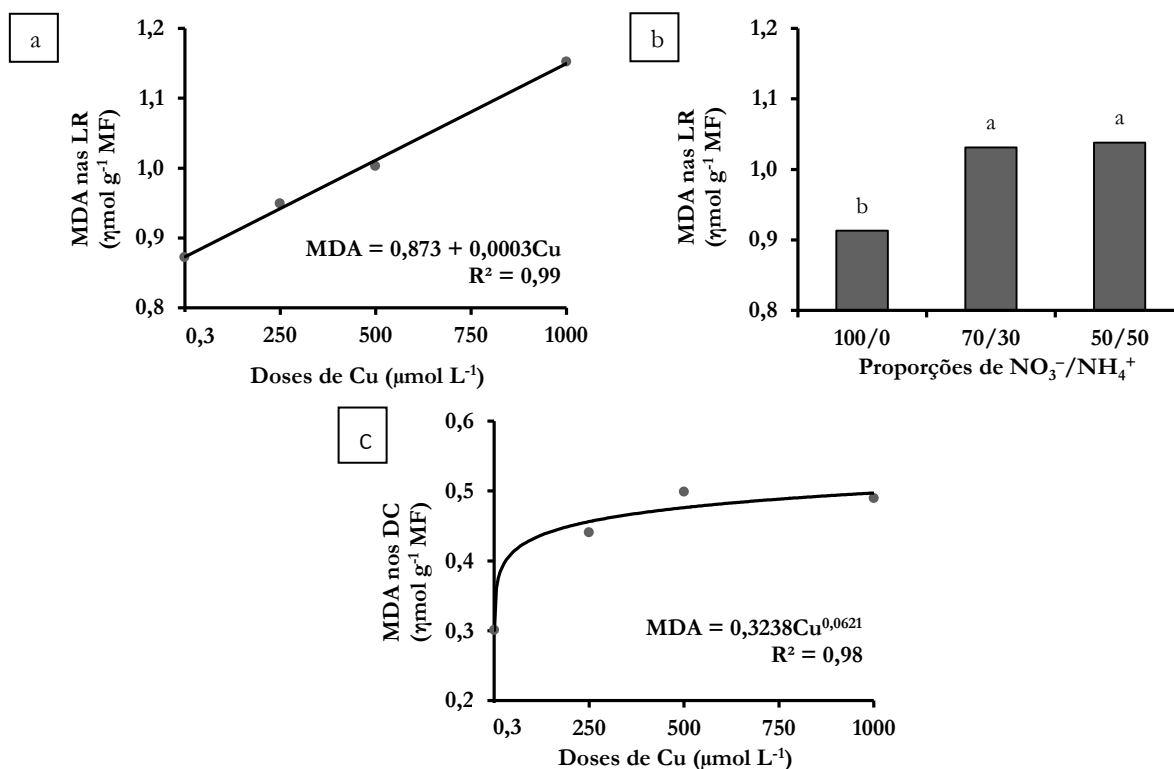 a
1,2
1,1
1,0
0,9
0,8
MDA nas LR
(ηmol g⁻¹ MF)
MDA = 0,873 + 0,0003Cu
R² = 0,99
0,3 250 500 750 1000
Doses de Cu (µmol L⁻¹)
b
1,2
1,1
1,0
0,9
0,8
MDA nas LR
(ηmol g⁻¹ MF)
b
a
a
100/0 70/30 50/50
Proporções de NO₃⁻/NH₄⁺
C
0,6
0,5
0,4
0,3
0,2
MDA nos DC
(ηmol g⁻¹ MF)
MDA = 0,3238Cu⁰,⁰⁶²¹
R² = 0,98
0,3 250 500 750 1000
Doses de Cu (µmol L⁻¹)